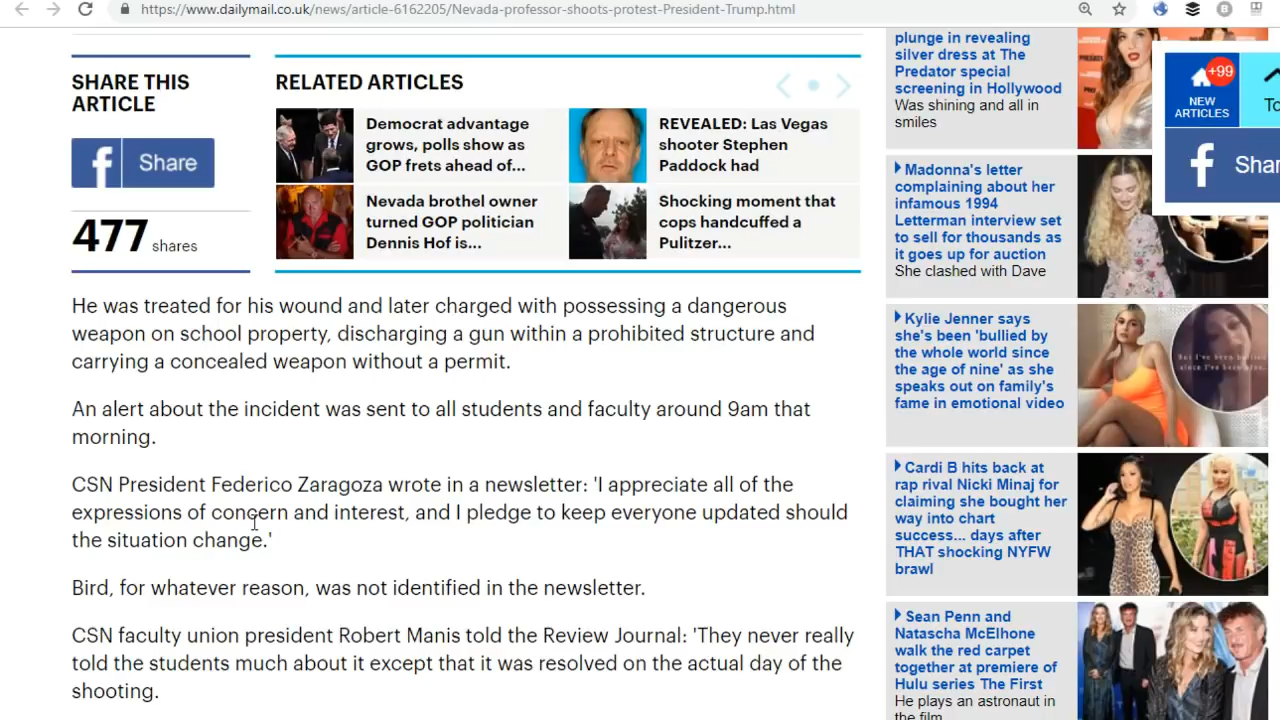 https://www.dailymail.co.uk/news/article-6162205/Nevada-professor-shoots-protest-President-Trump.html
SHARE THIS
ARTICLE
Share
477 shares
RELATED ARTICLES
Democrat advantage
grows, polls show as
GOP frets ahead of...
REVEALED: Las Vegas
shooter Stephen
Paddock had
Nevada brothel owner
turned GOP politician
Dennis Hof is...
Shocking moment that
cops handcuffed a
Pulitzer...
He was treated for his wound and later charged with possessing a dangerous
weapon on school property, discharging a gun within a prohibited structure and
carrying a concealed weapon without a permit.
An alert about the incident was sent to all students and faculty around 9am that
morning.
CSN President Federico Zaragoza wrote in a newsletter: 'I appreciate all of the
expressions of concern and interest, and I pledge to keep everyone updated should
the situation change.'
Bird, for whatever reason, was not identified in the newsletter.
CSN faculty union president Robert Manis told the Review Journal: 'They never really
told the students much about it except that it was resolved on the actual day of the
shooting.
plunge in revealing
silver dress at The
Predator special
screening in Hollywood
Was shining and all in
smiles
Madonna's letter
complaining about her
infamous 1994
Letterman interview set
to sell for thousands as
it goes up for auction
She clashed with Dave
Kylie Jenner says
she's been 'bullied by
the whole world since
the age of nine' as she
speaks out on family's
fame in emotional video
Cardi B hits back at
rap rival Nicki Minaj for
claiming she bought her
way into chart
success... days after
THAT shocking NYFW
brawl
Sean Penn and
Natascha McElhone
walk the red carpet
together at premiere of
Hulu series The First
He plays an astronaut in
the film
+99
NEW
ARTICLES
To
Shar